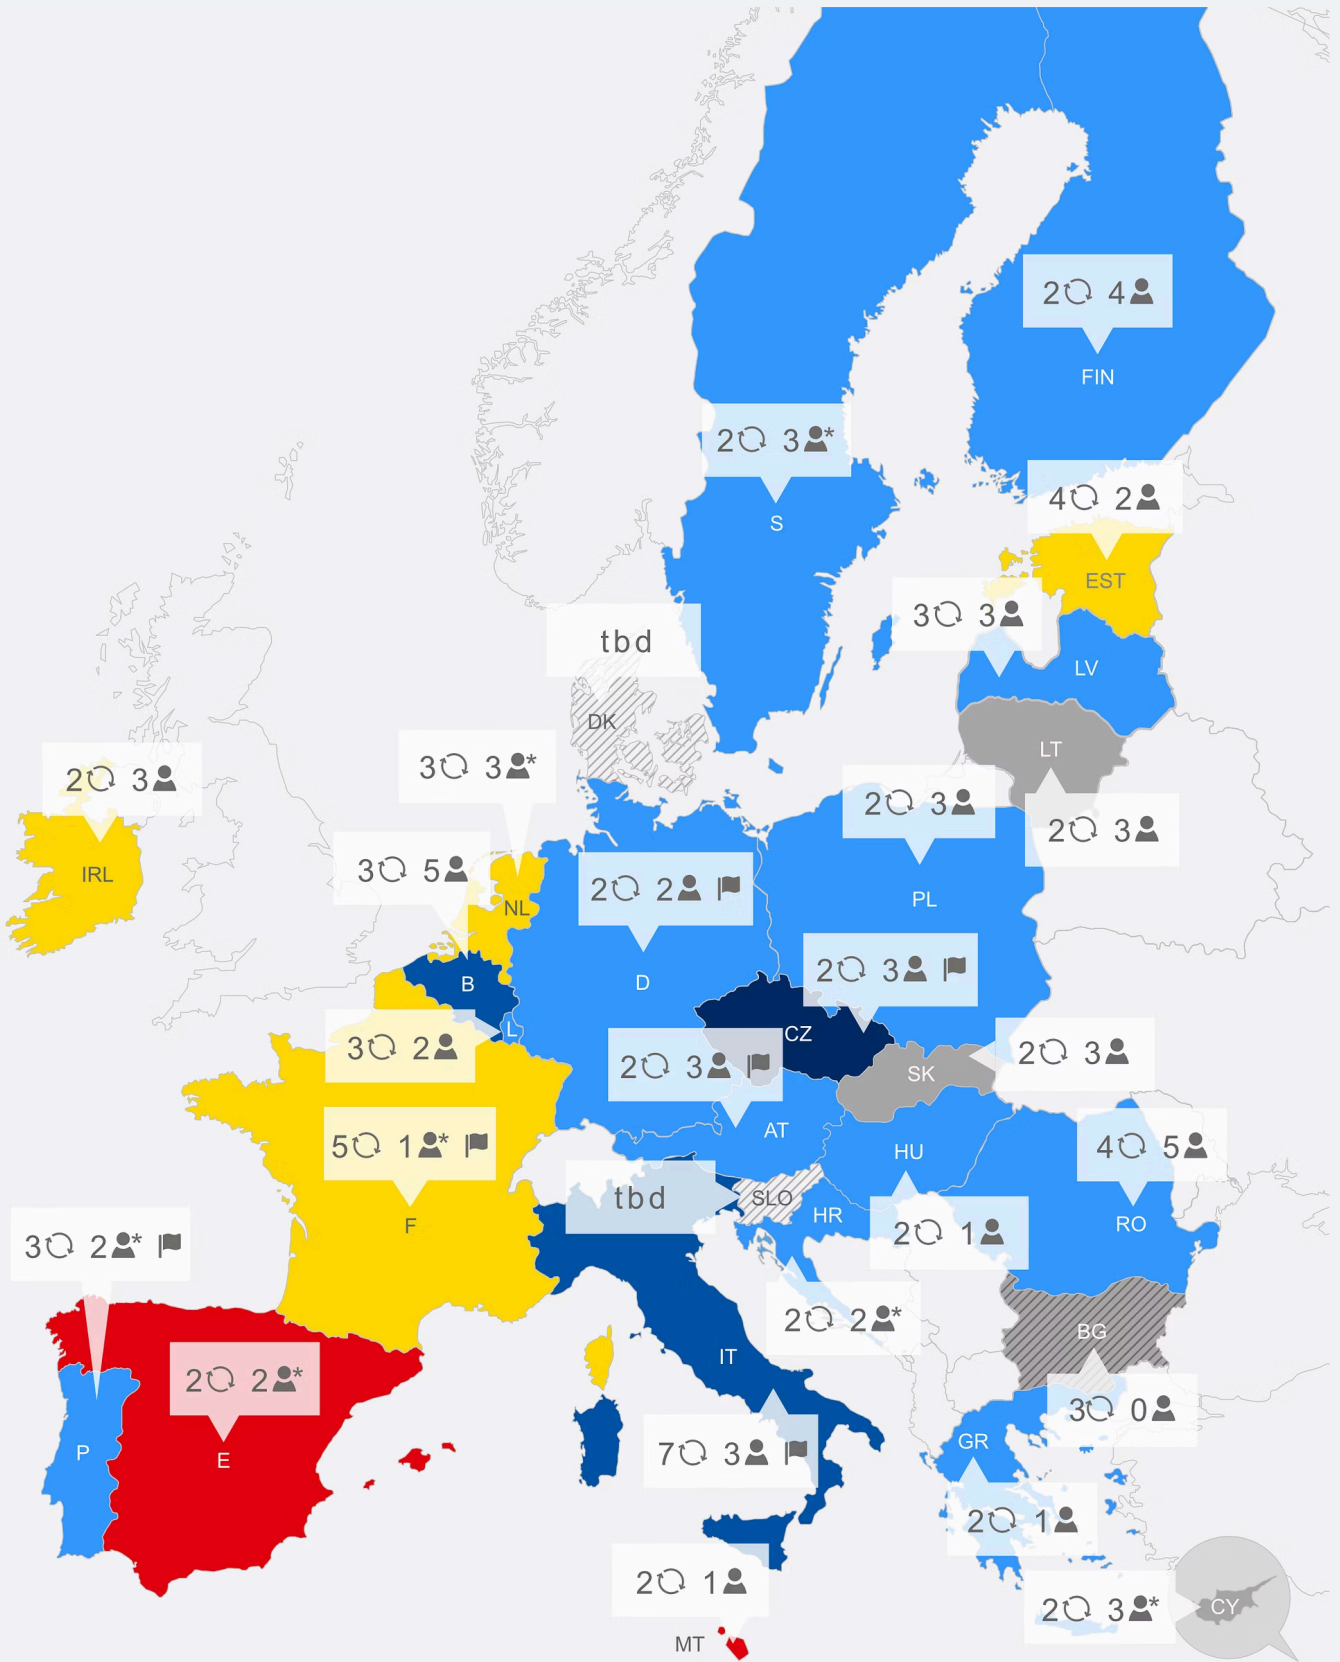 2 4
FIN
2 3*
S
4 2
EST
3 3
LV
tbd
DK
LT
2 3
2 3
IRL
3 3*
NL
2 3
PL
3 5
B
2 2
D
2 3
CZ
L
3 2
2 3
AT
2 3
SK
5 1*
F
HU
2 1
4 5
RO
tbd
SLO
HR
2 2*
3 2*
P
2 2*
E
IT
7 3
BG
3 0
GR
2 1
2 1
MT
2 3*
CY